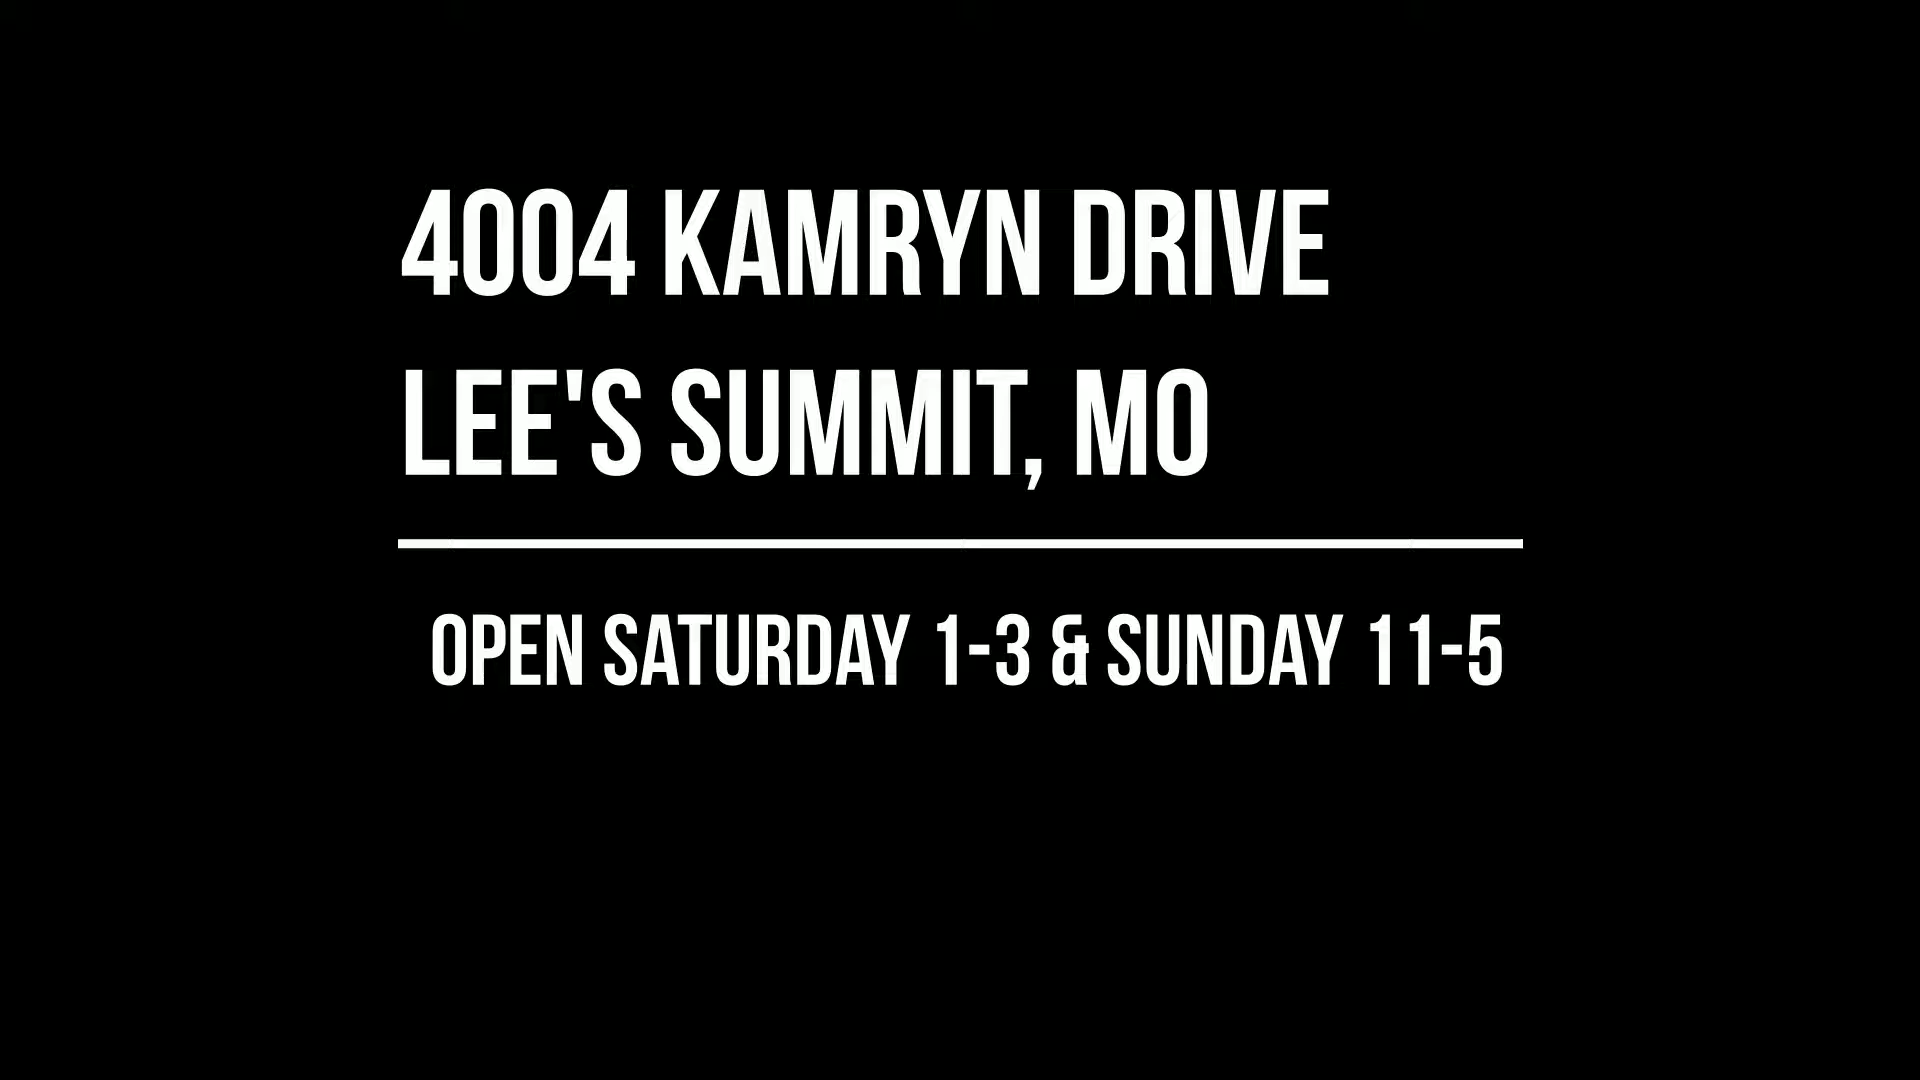 4004 KAMRYN DRIVE
LEE'S SUMMIT, MO
OPEN SATURDAY 1-3 & SUNDAY 11-5